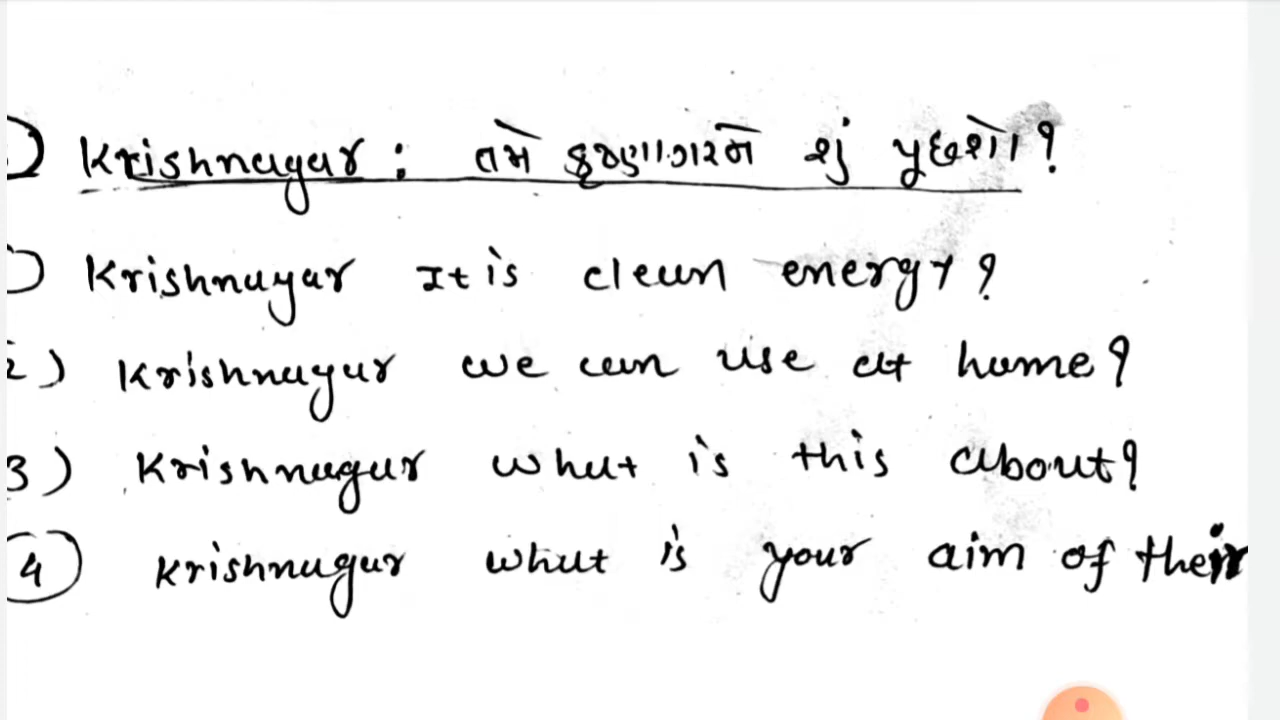 ) Krishnagar : તમે કૃષ્ણાગરને શું પુછશો ?
) Krishnagar It is clean energy ?
2) Krishnagar we can use at home ?
3) Krishnagar what is this about ?
4) Krishnagar what is your aim of their